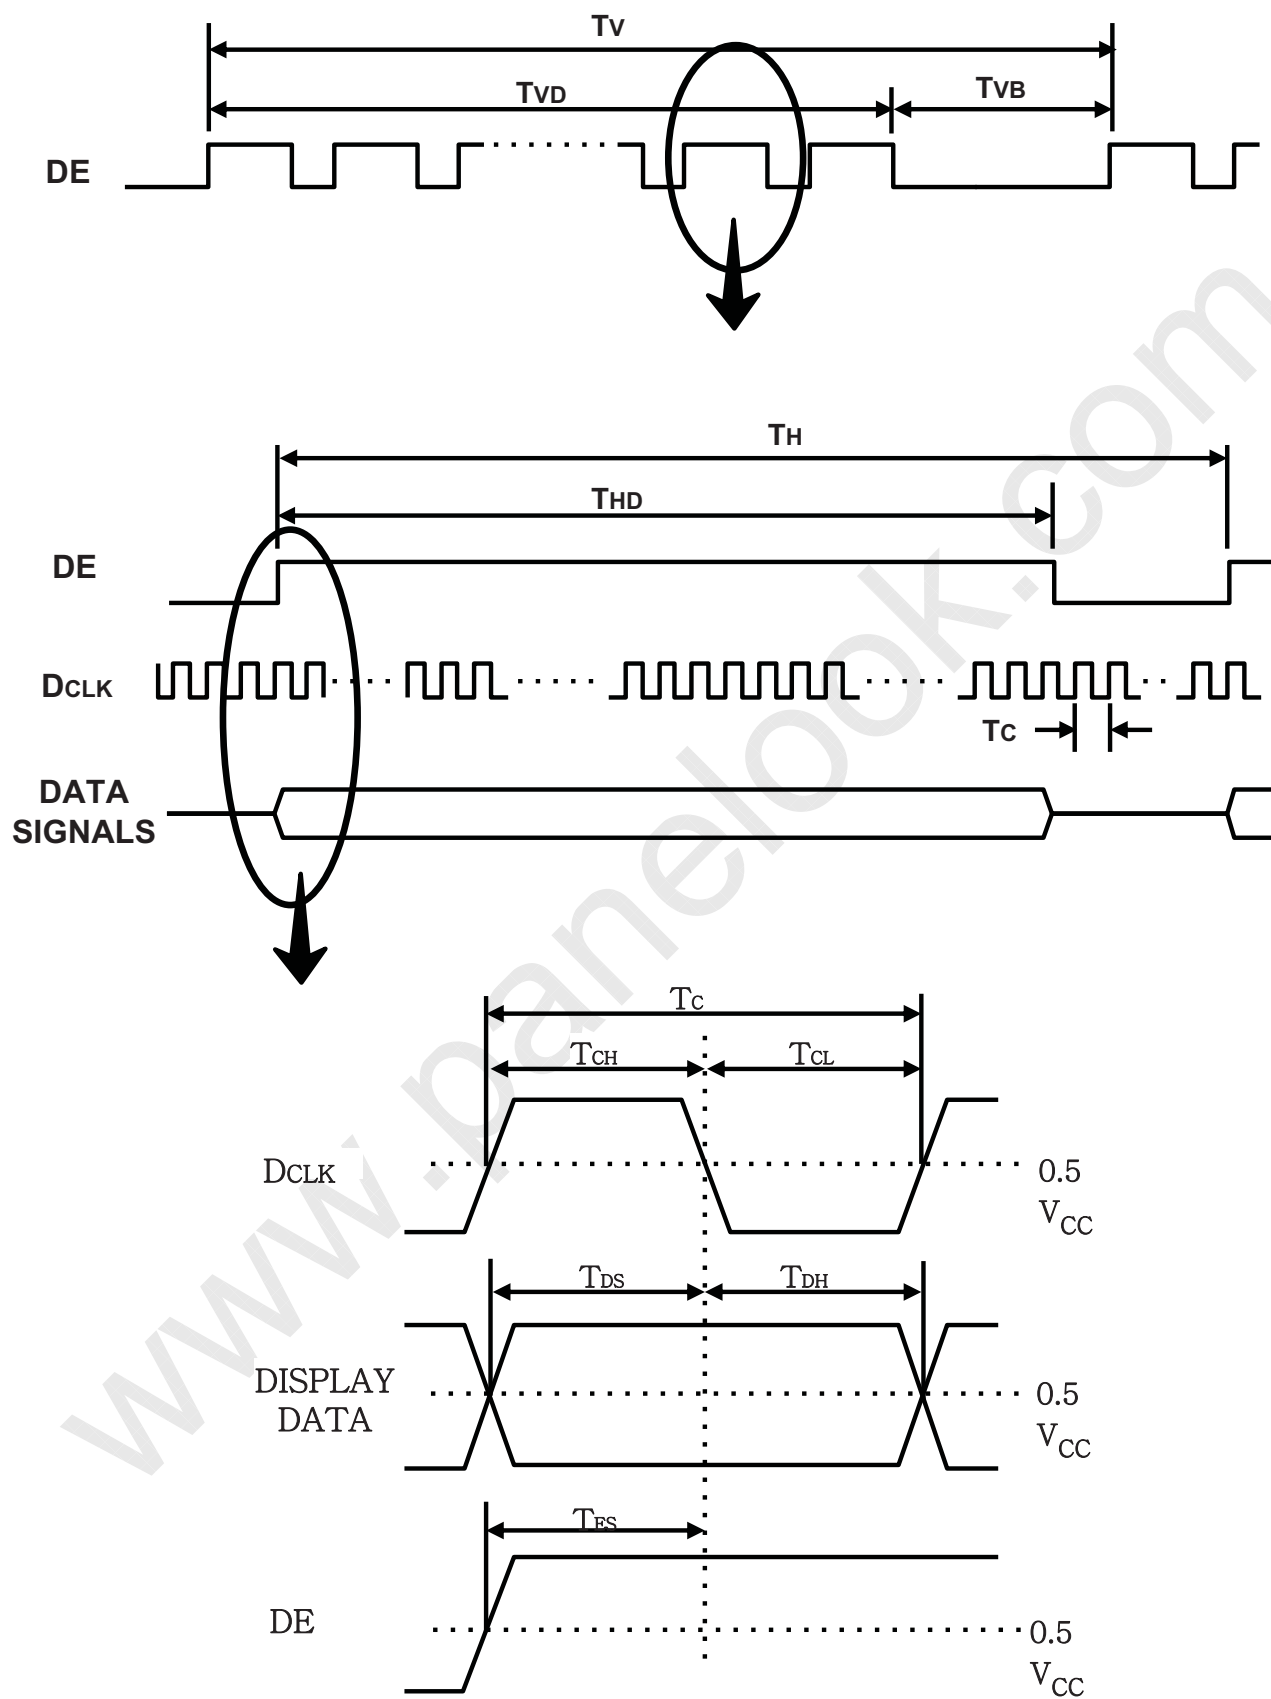 TV
TVD
TVB
DE
TH
THD
DE
DCLK
TC
DATA
SIGNALS
TC
TCH
TCL
DCLK
0.5
VCC
TDS
TDH
DISPLAY
DATA
0.5
VCC
TES
DE
0.5
VCC
www.panelook.com